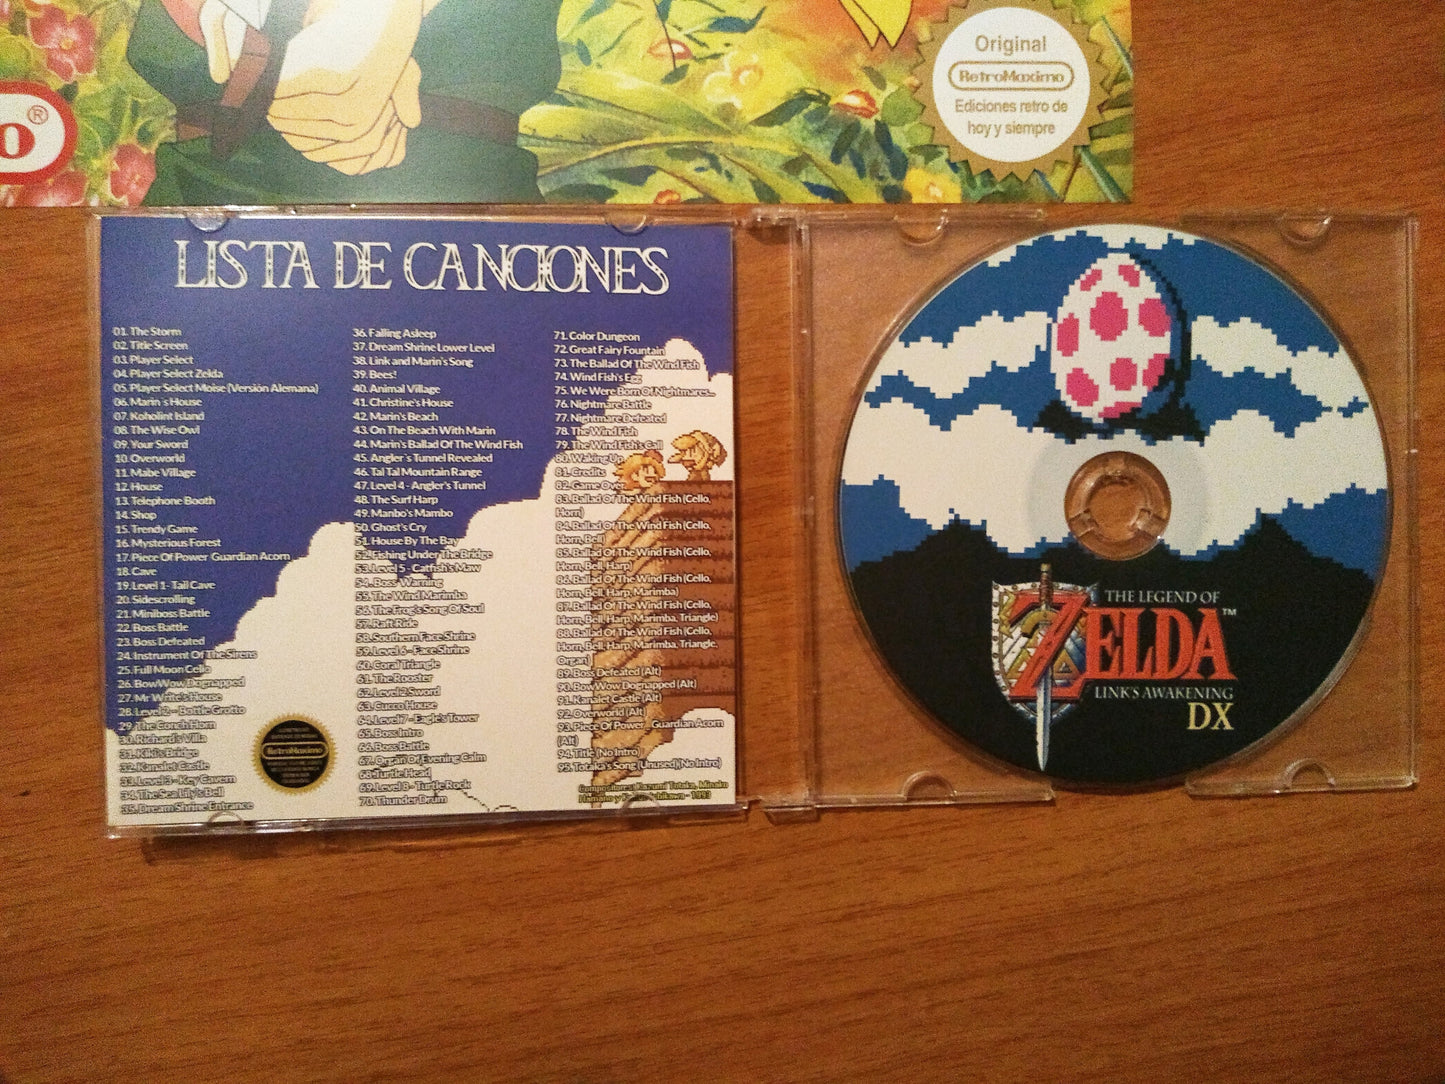 Original
RetroMaximo
Ediciones retro de
hoy y siempre
o®
LISTA DE CANCIONES
01. The Storm
02. Title Screen
03. Player Select
04. Player Select Zelda
05. Player Select Moise (Versión Alemana)
06. Marin´s House
07. Koholint Island
08. The Wise Owl
09. Your Sword
10. Overworld
11. Mabe Village
12. House
13. Telephone Booth
14. Shop
15. Trendy Game
16. Mysterious Forest
17. Piece Of Power Guardian Acorn
18. Cave
19. Level 1- Tail Cave
20. Sidescrolling
21. Miniboss Battle
22. Boss Battle
23. Boss Defeated
24. Instrument Of The Sirens
25. Full Moon Cello
26. BowWow Dognapped
27. Mr Write's House
28. Level 2 - Bottle Grotto
29. The Conch Horn
30. Richard's Villa
31. Kiki's Bridge
32. Kanalet Castle
33. Level 3 - Key Cavern
34. The Sea Lily's Bell
35. Dream Shrine Entrance
36. Falling Asleep
37. Dream Shrine Lower Level
38. Link and Marin's Song
39. Bees!
40. Animal Village
41. Christine's House
42. Marin's Beach
43. On The Beach With Marin
44. Marin's Ballad Of The Wind Fish
45. Angler´s Tunnel Revealed
46. Tal Tal Mountain Range
47. Level 4 - Angler's Tunnel
48. The Surf Harp
49. Manbo's Mambo
50. Ghost's Cry
51. House By The Bay
52. Fishing Under The Bridge
53. Level 5 - Catfish's Maw
54. Boss Warning
55. The Wind Marimba
56. The Frog's Song Of Soul
57. Raft Ride
58. Southern Face Shrine
59. Level 6 - Face Shrine
60. Coral Triangle
61. The Rooster
62. Level 2 Sword
63. Cucco House
64. Level 7 - Eagle's Tower
65. Boss Intro
66. Boss Battle
67. Organ Of Evening Calm
68. Turtle Head
69. Level 8 - Turtle Rock
70. Thunder Drum
71. Color Dungeon
72. Great Fairy Fountain
73. The Ballad Of The Wind Fish
74. Wind Fish's Egg
75. We Were Born Of Nightmares...
76. Nightmare Battle
77. Nightmare Defeated
78. The Wind Fish
79. The Wind Fish's Call
80. Waking Up
81. Credits
82. Game Over
83. Ballad Of The Wind Fish (Cello,
Horn)
84. Ballad Of The Wind Fish (Cello,
Horn, Bell)
85. Ballad Of The Wind Fish (Cello,
Horn, Bell, Harp)
86. Ballad Of The Wind Fish (Cello,
Horn, Bell, Harp, Marimba)
87. Ballad Of The Wind Fish (Cello,
Horn, Bell, Harp, Marimba, Triangle)
88. Ballad Of The Wind Fish (Cello,
Horn, Bell, Harp, Marimba, Triangle,
Organ)
89. Boss Defeated (Alt)
90. BowWow Dognapped (Alt)
91. Kanalet Castle (Alt)
92. Overworld (Alt)
93. Piece Of Power - Guardian Acorn
(Alt)
94. Title (No Intro)
95. Totaka's Song (Unused)(No Intro)
Compositores: Kazumi Totaka, Minako
Hamano y - 1993
RetroMaximo
THE LEGEND OF
ZELDA™
LINK'S AWAKENING
DX